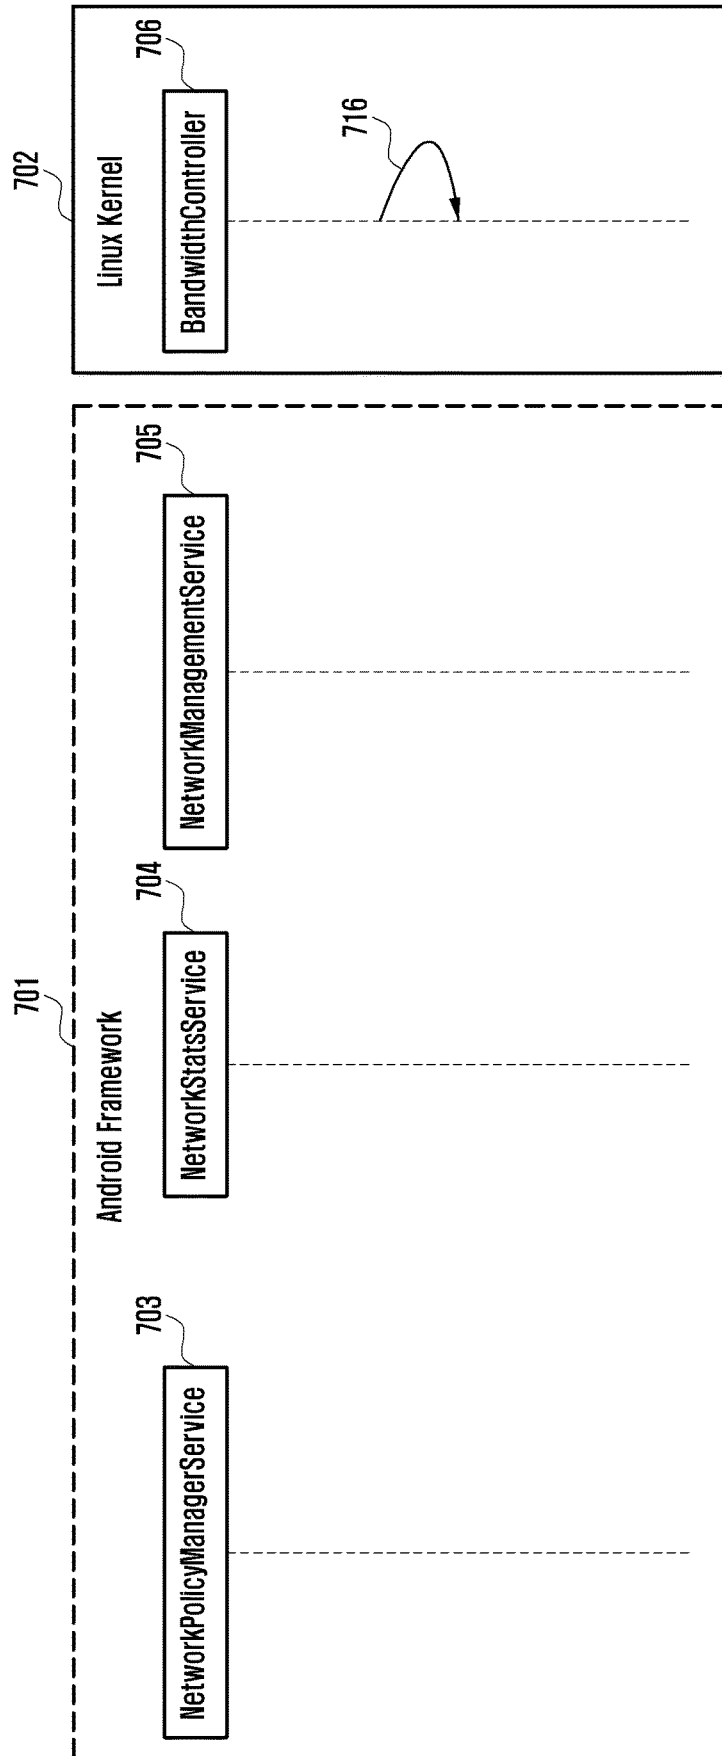 701
702
Android Framework
Linux Kernel
703
704
705
706
NetworkPolicyManagerService
NetworkStatsService
NetworkManagementService
BandwidthController
716